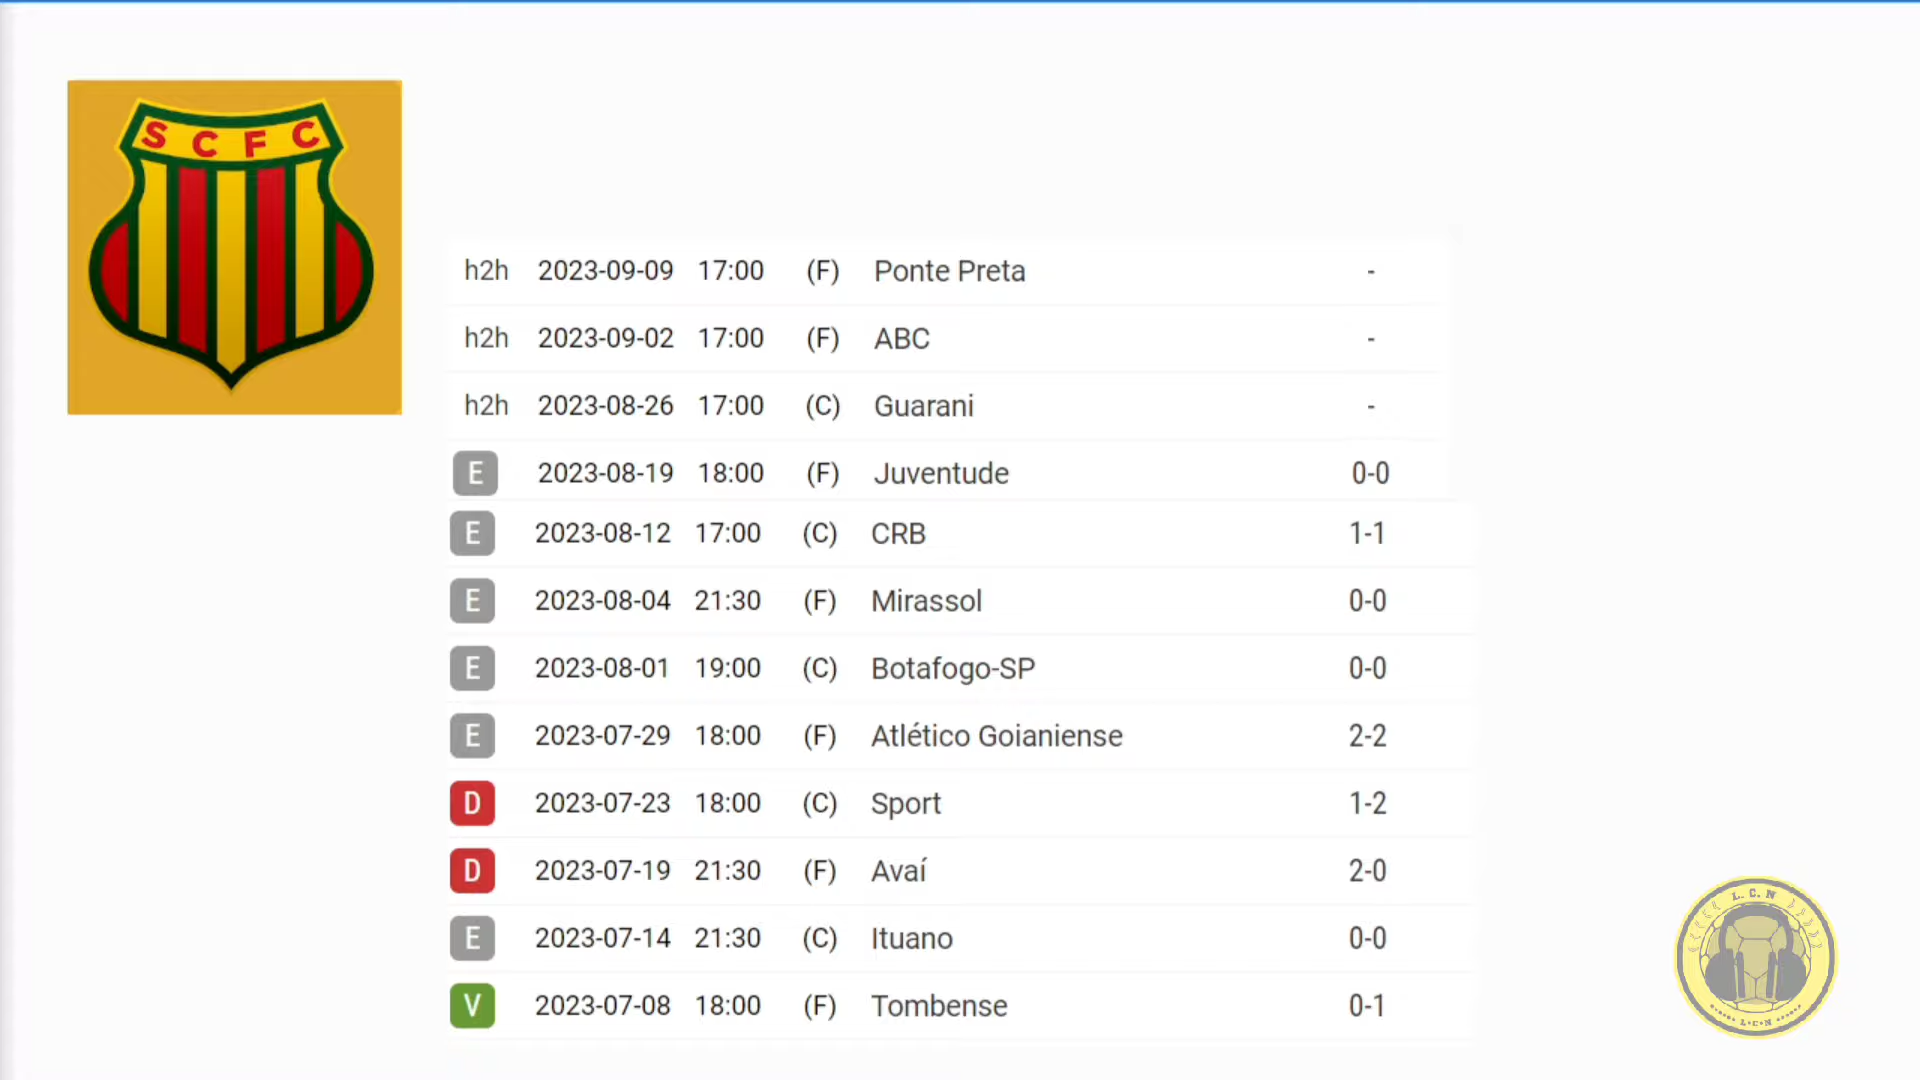 S C F C
h2h 2023-09-09 17:00 (F) Ponte Preta -
h2h 2023-09-02 17:00 (F) ABC -
h2h 2023-08-26 17:00 (C) Guarani -
E 2023-08-19 18:00 (F) Juventude 0-0
E 2023-08-12 17:00 (C) CRB 1-1
E 2023-08-04 21:30 (F) Mirassol 0-0
E 2023-08-01 19:00 (C) Botafogo-SP 0-0
E 2023-07-29 18:00 (F) Atlético Goianiense 2-2
D 2023-07-23 18:00 (C) Sport 1-2
D 2023-07-19 21:30 (F) Avaí 2-0
E 2023-07-14 21:30 (C) Ituano 0-0
V 2023-07-08 18:00 (F) Tombense 0-1
L. C. N
L•C•N